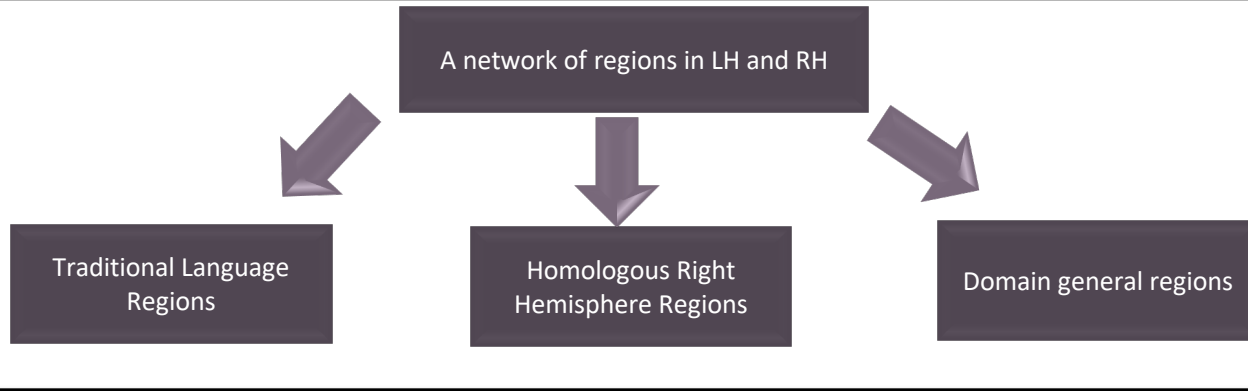 A network of regions in LH and RH
Traditional Language
Regions
Homologous Right
Hemisphere Regions
Domain general regions